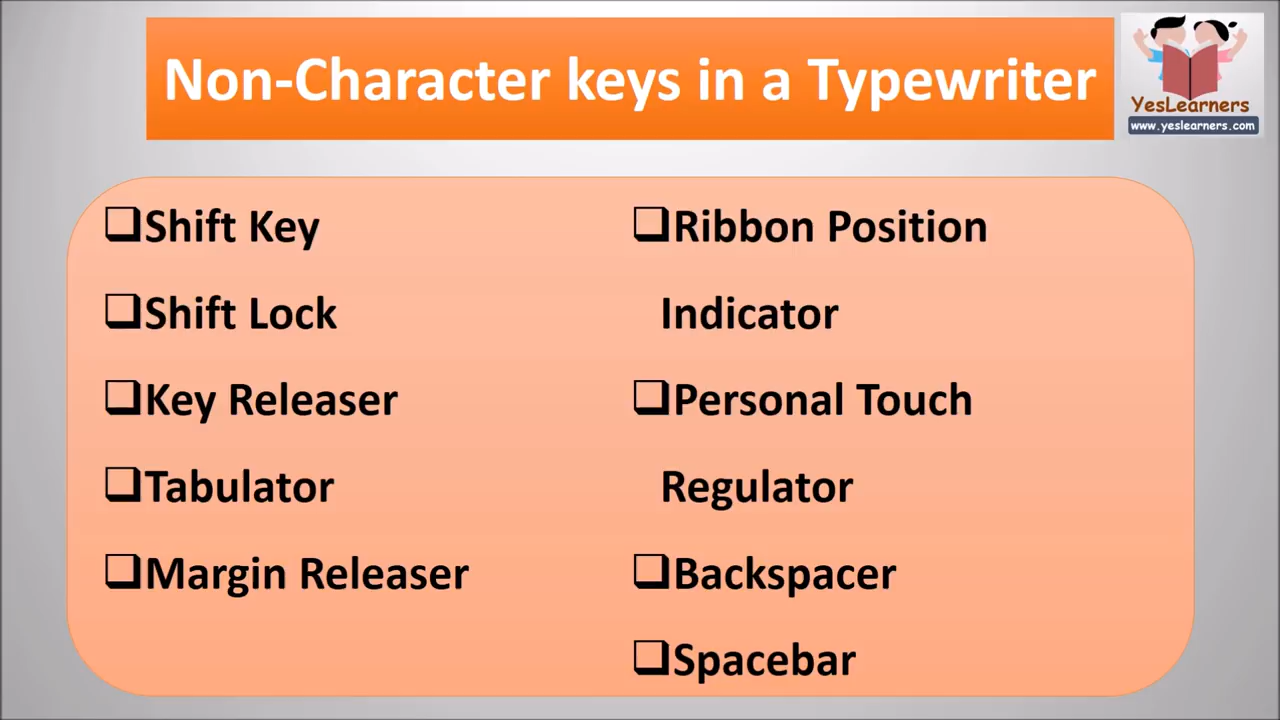 Non-Character keys in a Typewriter
YesLearners
www.yeslearners.com
❑Shift Key
❑Shift Lock
❑Key Releaser
❑Tabulator
❑Margin Releaser
❑Ribbon Position
Indicator
❑Personal Touch
Regulator
❑Backspacer
❑Spacebar